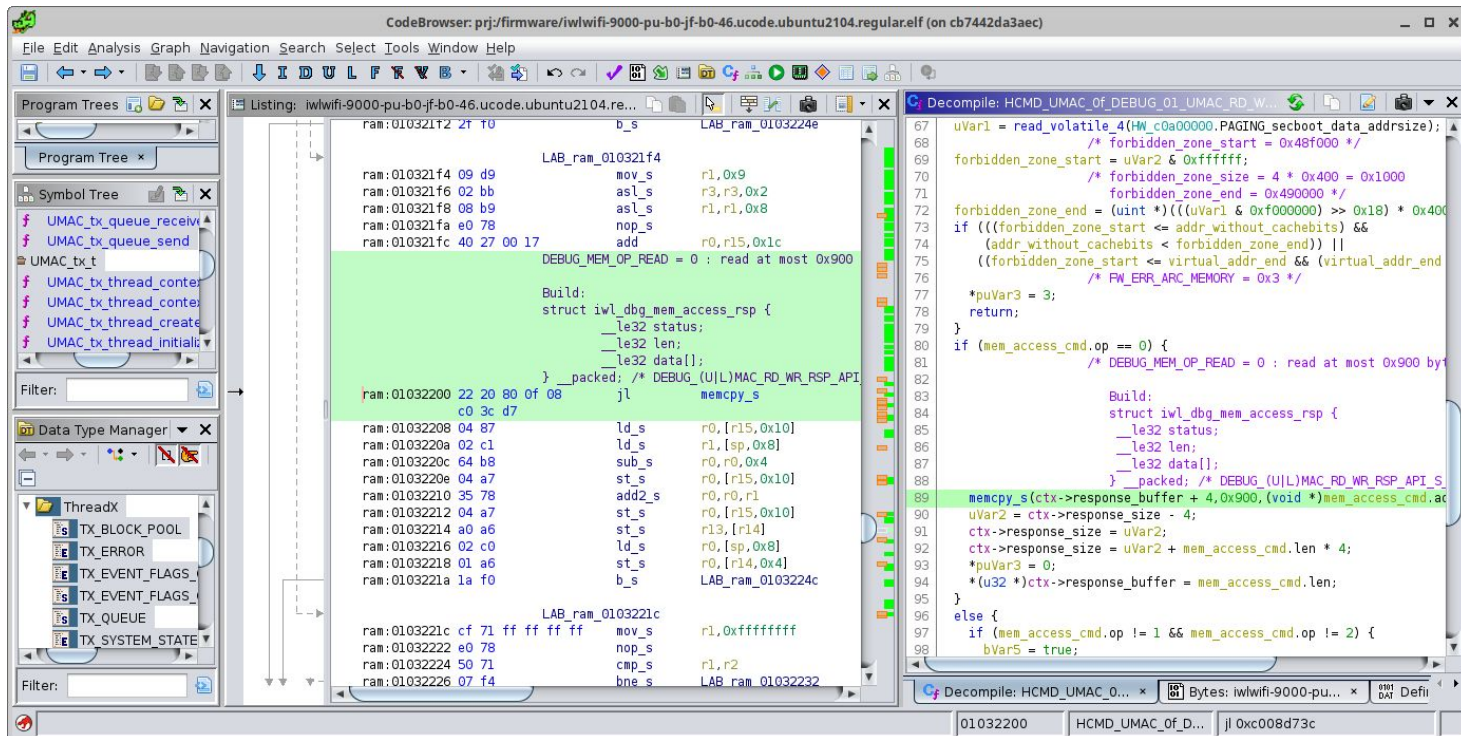 CodeBrowser: prj:/firmware/iwlwifi-9000-pu-b0-jf-b0-46.ucode.ubuntu2104.regular.elf (on cb7442da3aec)
File Edit Analysis Graph Navigation Search Select Tools Window Help
I D U L F B
Program Trees
Program Tree ×
Symbol Tree
f UMAC_tx_queue_receive
f UMAC_tx_queue_send
UMAC_tx_t
f UMAC_tx_thread_conte
f UMAC_tx_thread_conte
f UMAC_tx_thread_create
f UMAC_tx_thread_initiali
Filter:
Data Type Manager
ThreadX
TX_BLOCK_POOL
TX_ERROR
TX_EVENT_FLAGS_
TX_EVENT_FLAGS_
TX_QUEUE
TX_SYSTEM_STATE
Filter:
Listing: iwlwifi-9000-pu-b0-jf-b0-46.ucode.ubuntu2104.re...
ram:010321f2 2f f0 b_s LAB_ram_0103224e
LAB_ram_010321f4
ram:010321f4 09 d9 mov_s r1,0x9
ram:010321f6 02 bb asl_s r3,r3,0x2
ram:010321f8 08 b9 asl_s r1,r1,0x8
ram:010321fa e0 78 nop_s
ram:010321fc 40 27 00 17 add r0,r15,0x1c
DEBUG_MEM_OP_READ = 0 : read at most 0x900
Build:
struct iwl_dbg_mem_access_rsp {
__le32 status;
__le32 len;
__le32 data[];
} __packed; /* DEBUG_(U|L)MAC_RD_WR_RSP_API_
ram:01032200 22 20 80 0f 08 jl memcpy_s
c0 3c d7
ram:01032208 04 87 ld_s r0,[r15,0x10]
ram:0103220a 02 c1 ld_s r1,[sp,0x8]
ram:0103220c 64 b8 sub_s r0,r0,0x4
ram:0103220e 04 a7 st_s r0,[r15,0x10]
ram:01032210 35 78 add2_s r0,r0,r1
ram:01032212 04 a7 st_s r0,[r15,0x10]
ram:01032214 a0 a6 st_s r13,[r14]
ram:01032216 02 c0 ld_s r0,[sp,0x8]
ram:01032218 01 a6 st_s r0,[r14,0x4]
ram:0103221a 1a f0 b_s LAB_ram_0103224c
LAB_ram_0103221c
ram:0103221c cf 71 ff ff ff ff mov_s r1,0xffffffff
ram:01032222 e0 78 nop_s
ram:01032224 50 71 cmp_s r1,r2
ram:01032226 07 f4 bne_s LAB_ram_01032232
Decompile: HCMD_UMAC_0f_DEBUG_01_UMAC_RD_W...
67 uVar1 = read_volatile_4(HW_c0a00000.PAGING_secboot_data_addrsize);
68 /* forbidden_zone_start = 0x48f000 */
69 forbidden_zone_start = uVar2 & 0xffffff;
70 /* forbidden_zone_size = 4 * 0x400 = 0x1000
71 forbidden_zone_end = 0x490000 */
72 forbidden_zone_end = (uint *)(((uVar1 & 0xf000000) >> 0x18) * 0x400
73 if (((forbidden_zone_start <= addr_without_cachebits) &&
74 (addr_without_cachebits < forbidden_zone_end)) ||
75 ((forbidden_zone_start <= virtual_addr_end && (virtual_addr_end
76 /* FW_ERR_ARC_MEMORY = 0x3 */
77 *puVar3 = 3;
78 return;
79 }
80 if (mem_access_cmd.op == 0) {
81 /* DEBUG_MEM_OP_READ = 0 : read at most 0x900 byt
82
83 Build:
84 struct iwl_dbg_mem_access_rsp {
85 __le32 status;
86 __le32 len;
87 __le32 data[];
88 } __packed; /* DEBUG_(U|L)MAC_RD_WR_RSP_API_S_
89 memcpy_s(ctx->response_buffer + 4,0x900,(void *)mem_access_cmd.ad
90 uVar2 = ctx->response_size - 4;
91 ctx->response_size = uVar2;
92 ctx->response_size = uVar2 + mem_access_cmd.len * 4;
93 *puVar3 = 0;
94 *(u32 *)ctx->response_buffer = mem_access_cmd.len;
95 }
96 else {
97 if (mem_access_cmd.op != 1 && mem_access_cmd.op != 2) {
98 bVar5 = true;
Decompile: HCMD_UMAC_0... × Bytes: iwlwifi-9000-pu... × Defi
01032200 HCMD_UMAC_0f_D... jl 0xc008d73c